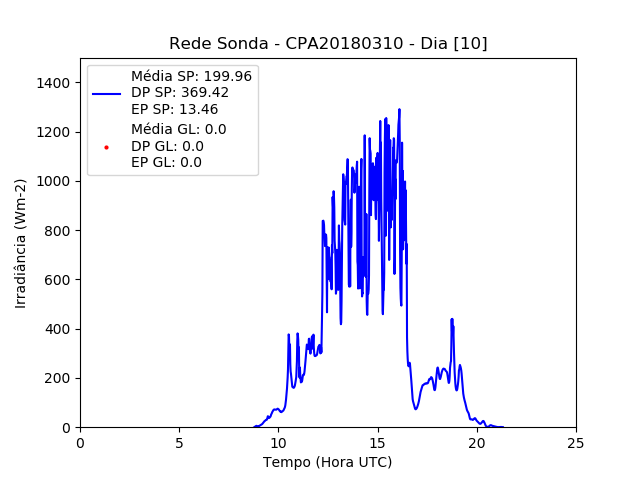 Rede Sonda - CPA20180310 - Dia [10]
Média SP: 199.96
DP SP: 369.42
EP SP: 13.46
Média GL: 0.0
DP GL: 0.0
EP GL: 0.0
Irradiância (Wm-2)
1400
1200
1000
800
600
400
200
0
0 5 10 15 20 25
Tempo (Hora UTC)